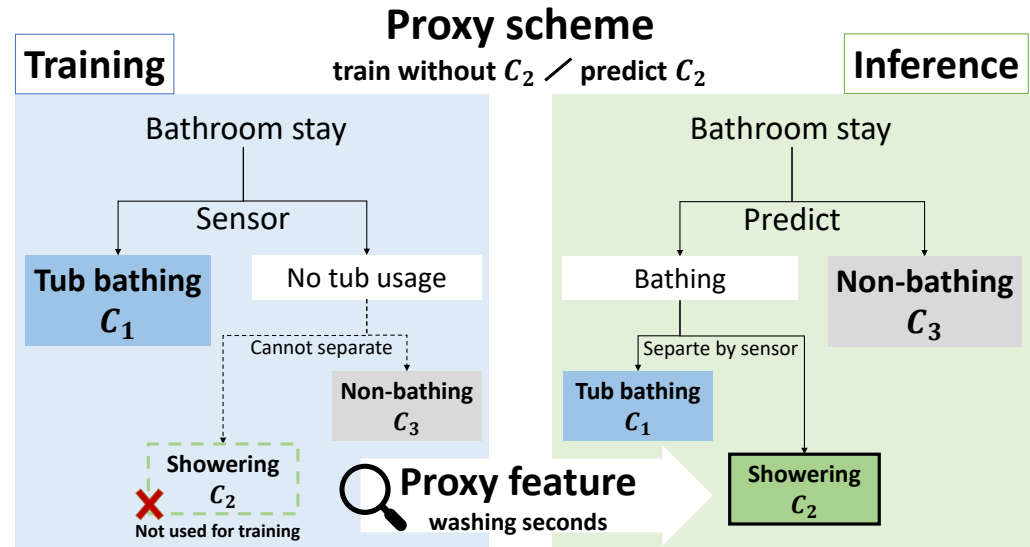 Proxy scheme
train without C₂ / predict C₂
Training
Bathroom stay
Sensor
Tub bathing
C₁
No tub usage
Cannot separate
Non-bathing
C₃
Showering
C₂
Not used for training
Proxy feature
washing seconds
Inference
Bathroom stay
Predict
Bathing
Non-bathing
C₃
Separte by sensor
Tub bathing
C₁
Showering
C₂